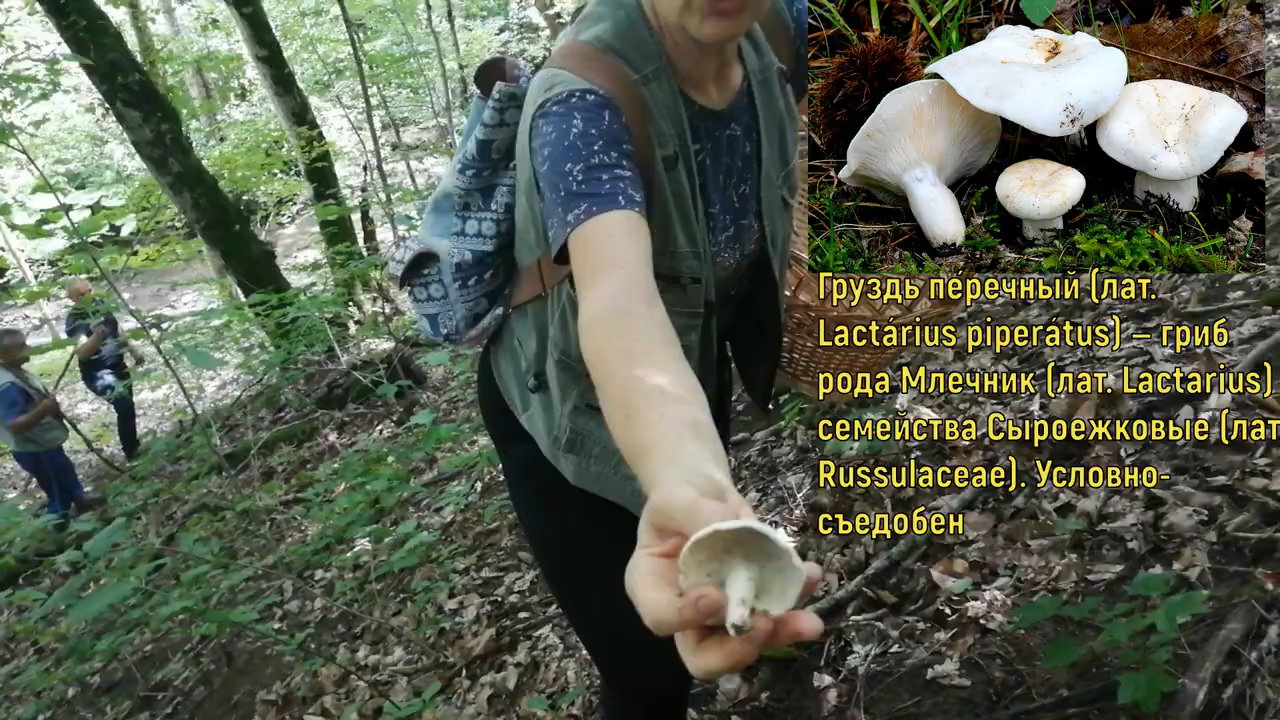 Груздь пе́речный (лат.
Lactárius piperátus) – гриб
рода Млечник (лат. Lactarius)
семейства Сыроежковые (лат
Russulaceae). Условно-
съедобен